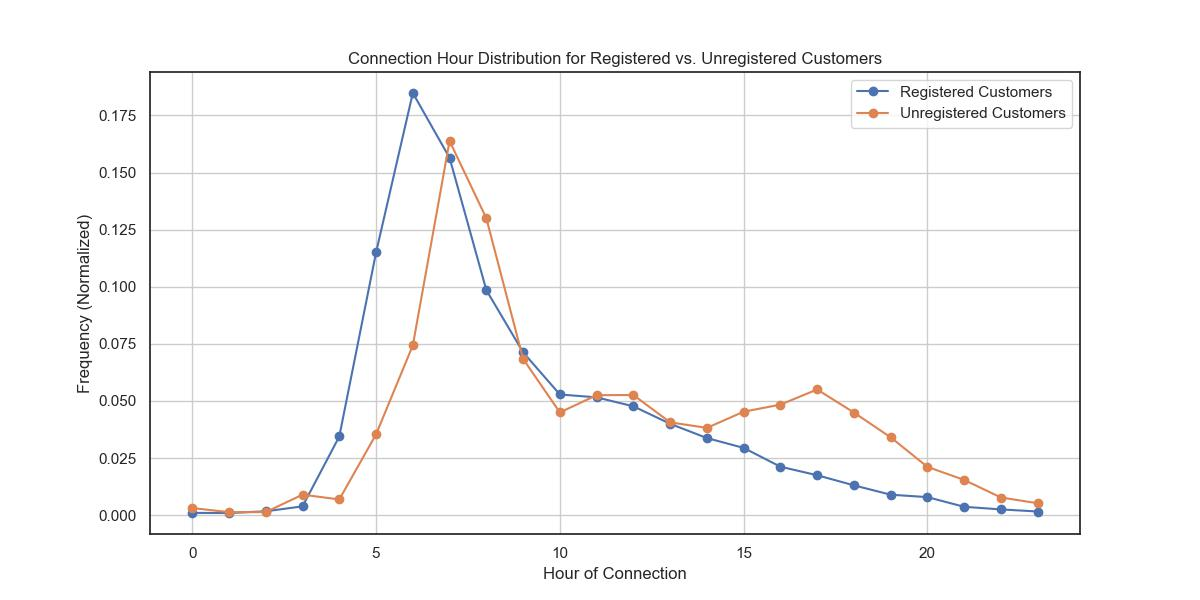 Connection Hour Distribution for Registered vs. Unregistered Customers
Registered Customers
Unregistered Customers
Frequency (Normalized)
0.175
0.150
0.125
0.100
0.075
0.050
0.025
0.000
0 5 10 15 20
Hour of Connection